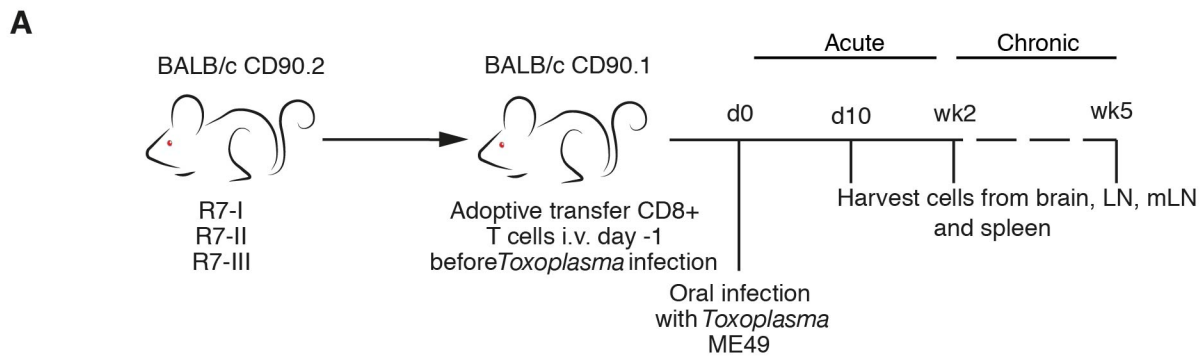 A
BALB/c CD90.2
R7-I
R7-II
R7-III
BALB/c CD90.1
Adoptive transfer CD8+
T cells i.v. day -1
beforeToxoplasma infection
Acute
Chronic
d0
d10
wk2
wk5
Harvest cells from brain, LN, mLN
and spleen
Oral infection
with Toxoplasma
ME49